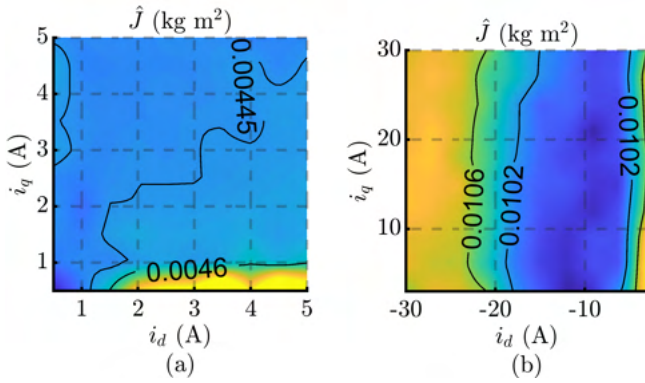 Ĵ (kg m²)
5
4
3
2
1
i_q (A)
0.00445
0.0046
1 2 3 4 5
i_d (A)
(a)
Ĵ (kg m²)
30
20
10
i_q (A)
0.0106
0.0102
0.0102
-30 -20 -10
i_d (A)
(b)